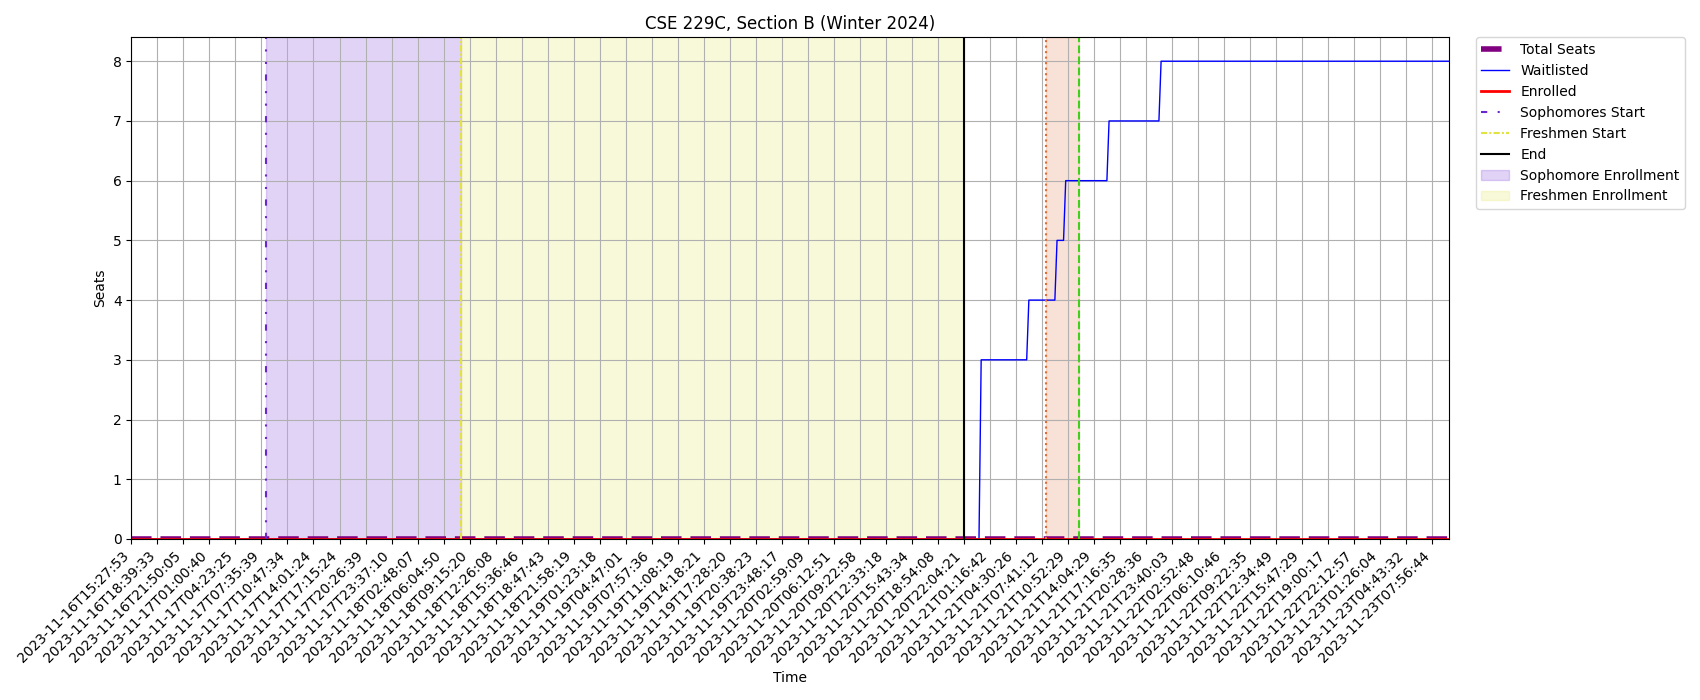 CSE 229C, Section B (Winter 2024)
8
7
6
5
4
3
2
1
0
Seats
Total Seats
Waitlisted
Enrolled
Sophomores Start
Freshmen Start
End
Sophomore Enrollment
Freshmen Enrollment
2023-11-16T15:27:53
2023-11-16T18:39:33
2023-11-16T21:50:05
2023-11-17T01:00:40
2023-11-17T04:23:25
2023-11-17T07:35:39
2023-11-17T10:47:34
2023-11-17T14:01:24
2023-11-17T17:15:24
2023-11-17T20:26:39
2023-11-17T23:37:10
2023-11-18T02:48:07
2023-11-18T06:04:50
2023-11-18T09:15:20
2023-11-18T12:26:08
2023-11-18T15:36:46
2023-11-18T18:47:43
2023-11-18T21:58:19
2023-11-19T01:23:18
2023-11-19T04:47:01
2023-11-19T07:57:36
2023-11-19T11:08:19
2023-11-19T14:18:21
2023-11-19T17:28:20
2023-11-19T20:38:23
2023-11-19T23:48:17
2023-11-20T02:59:09
2023-11-20T06:12:51
2023-11-20T09:22:58
2023-11-20T12:33:18
2023-11-20T15:43:34
2023-11-20T18:54:08
2023-11-20T22:04:21
2023-11-21T01:16:42
2023-11-21T04:30:26
2023-11-21T07:41:12
2023-11-21T10:52:29
2023-11-21T14:04:29
2023-11-21T17:16:35
2023-11-21T20:28:36
2023-11-21T23:40:03
2023-11-22T02:52:48
2023-11-22T06:10:46
2023-11-22T09:22:35
2023-11-22T12:34:49
2023-11-22T15:47:29
2023-11-22T19:00:17
2023-11-22T22:12:57
2023-11-23T01:26:04
2023-11-23T04:43:32
2023-11-23T07:56:44
Time